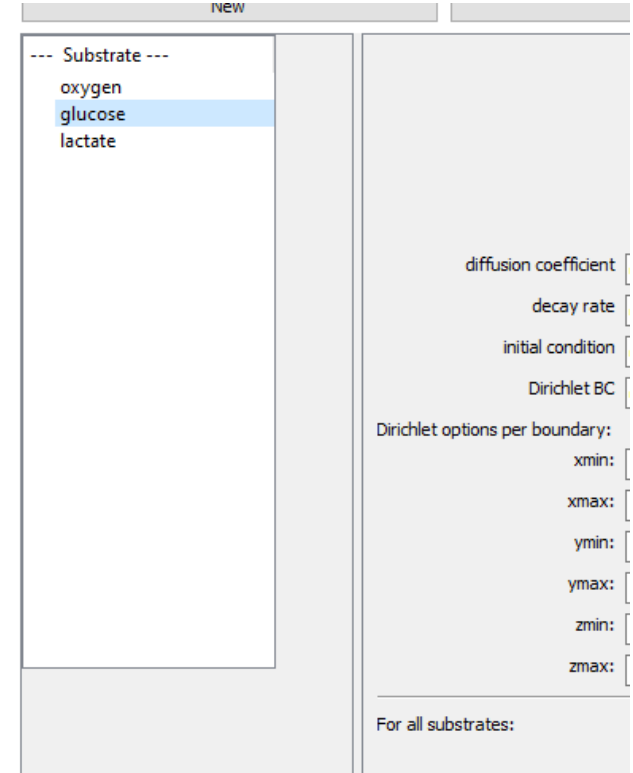 New
--- Substrate ---
oxygen
glucose
lactate
diffusion coefficient
decay rate
initial condition
Dirichlet BC
Dirichlet options per boundary:
xmin:
xmax:
ymin:
ymax:
zmin:
zmax:
For all substrates: